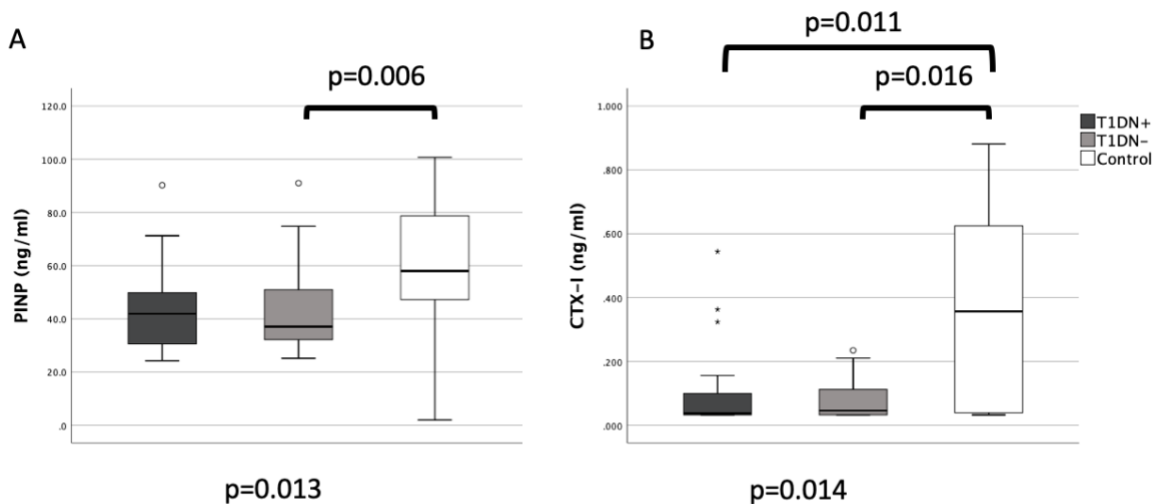 A
p=0.006
PINP (ng/ml)
120.0
100.0
80.0
60.0
40.0
20.0
.0
p=0.013
B
p=0.011
p=0.016
CTX-I (ng/ml)
1.000
.800
.600
.400
.200
.000
T1DN+
T1DN-
Control
p=0.014